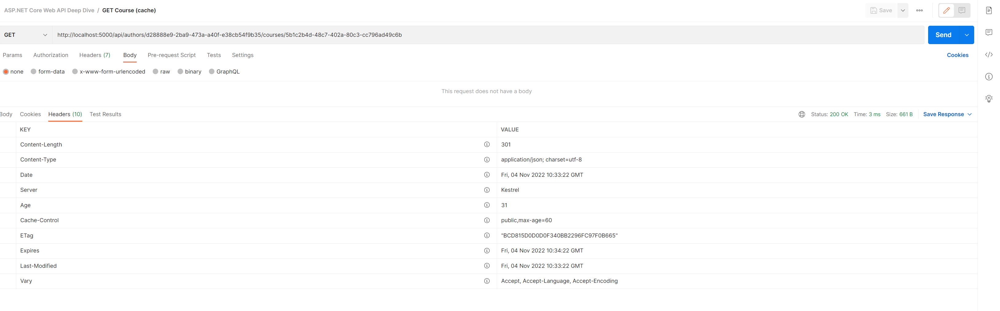 ASP.NET Core Web API Deep Dive / GET Course (cache)
Save
GET http://localhost:5000/api/authors/d28888e9-2ba9-473a-a40f-e38cb54f9b35/courses/5b1c2b4d-48c7-402a-80c3-cc796ad49c6b
Send
Params Authorization Headers (7) Body Pre-request Script Tests Settings
Cookies
none form-data x-www-form-urlencoded raw binary GraphQL
This request does not have a body
Body Cookies Headers (10) Test Results
Status: 200 OK Time: 3 ms Size: 661 B Save Response
KEY VALUE
Content-Length 301
Content-Type application/json; charset=utf-8
Date Fri, 04 Nov 2022 10:33:22 GMT
Server Kestrel
Age 31
Cache-Control public,max-age=60
ETag "BCD815D0D0D0F340BB2296FC97F0B665"
Expires Fri, 04 Nov 2022 10:34:22 GMT
Last-Modified Fri, 04 Nov 2022 10:33:22 GMT
Vary Accept, Accept-Language, Accept-Encoding